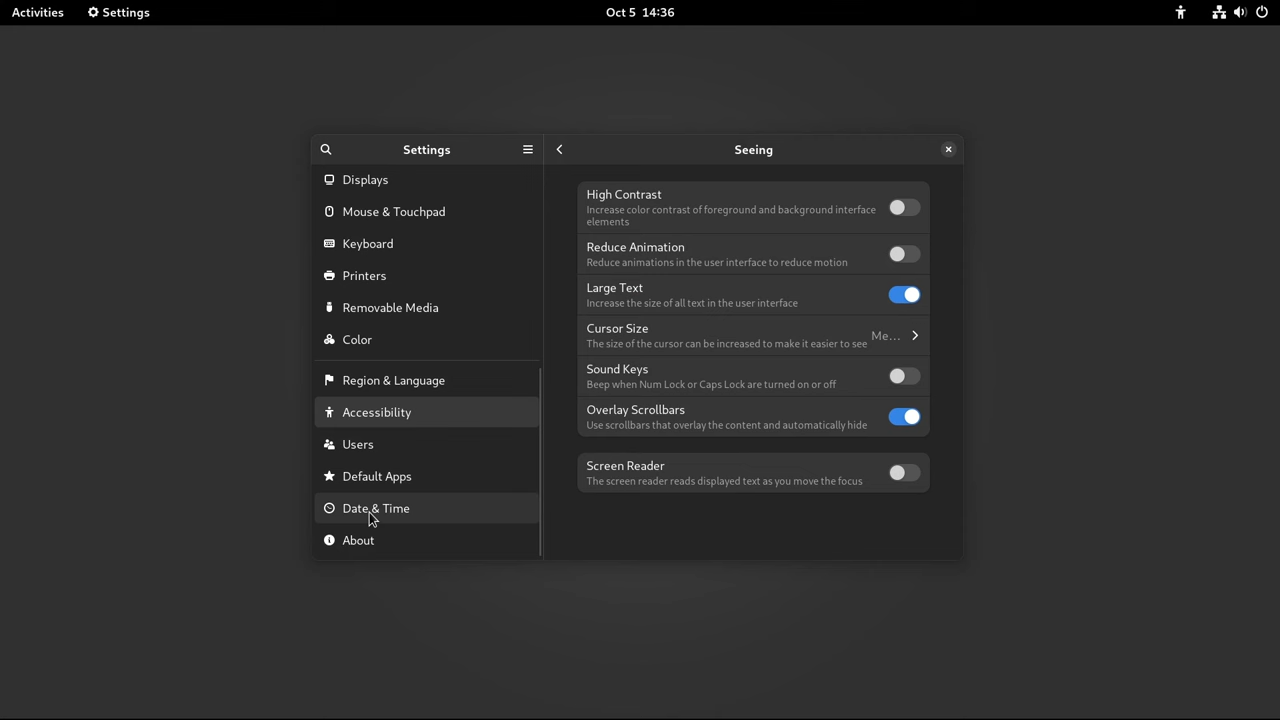 Activities Settings Oct 5 14:36
Settings
Displays
Mouse & Touchpad
Keyboard
Printers
Removable Media
Color
Region & Language
Accessibility
Users
Default Apps
Date & Time
About
Seeing
High Contrast
Increase color contrast of foreground and background interface
elements
Reduce Animation
Reduce animations in the user interface to reduce motion
Large Text
Increase the size of all text in the user interface
Cursor Size
The size of the cursor can be increased to make it easier to see Me...
Sound Keys
Beep when Num Lock or Caps Lock are turned on or off
Overlay Scrollbars
Use scrollbars that overlay the content and automatically hide
Screen Reader
The screen reader reads displayed text as you move the focus